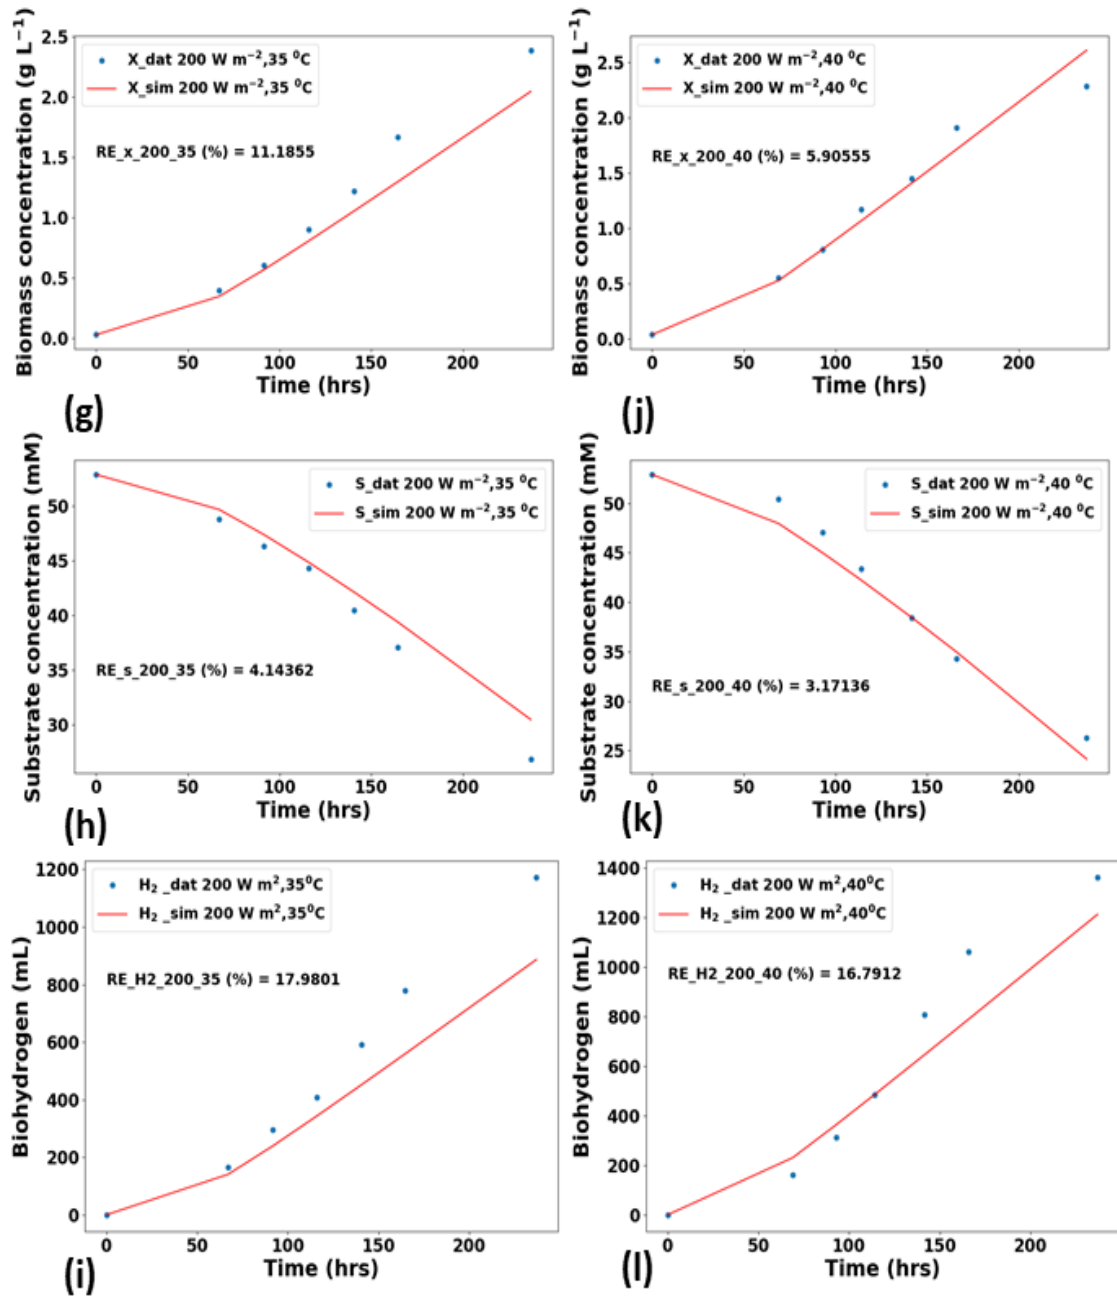 Biomass concentration (g L⁻¹)
2.5
2.0
1.5
1.0
0.5
0.0
X_dat 200 W m⁻²,35 ⁰C
X_sim 200 W m⁻²,35 ⁰C
RE_x_200_35 (%) = 11.1855
0 50 100 150 200
Time (hrs)
(g)
Biomass concentration (g L⁻¹)
2.5
2.0
1.5
1.0
0.5
0.0
X_dat 200 W m⁻²,40 ⁰C
X_sim 200 W m⁻²,40 ⁰C
RE_x_200_40 (%) = 5.90555
0 50 100 150 200
Time (hrs)
(j)
Substrate concentration (mM)
50
45
40
35
30
S_dat 200 W m⁻²,35 ⁰C
S_sim 200 W m⁻²,35 ⁰C
RE_s_200_35 (%) = 4.14362
0 50 100 150 200
Time (hrs)
(h)
Substrate concentration (mM)
50
45
40
35
30
25
S_dat 200 W m⁻²,40 ⁰C
S_sim 200 W m⁻²,40 ⁰C
RE_s_200_40 (%) = 3.17136
0 50 100 150 200
Time (hrs)
(k)
Biohydrogen (mL)
1200
1000
800
600
400
200
0
H₂ _dat 200 W m²,35⁰C
H₂ _sim 200 W m²,35⁰C
RE_H2_200_35 (%) = 17.9801
0 50 100 150 200
Time (hrs)
(i)
Biohydrogen (mL)
1400
1200
1000
800
600
400
200
0
H₂ _dat 200 W m²,40⁰C
H₂ _sim 200 W m²,40⁰C
RE_H2_200_40 (%) = 16.7912
0 50 100 150 200
Time (hrs)
(l)